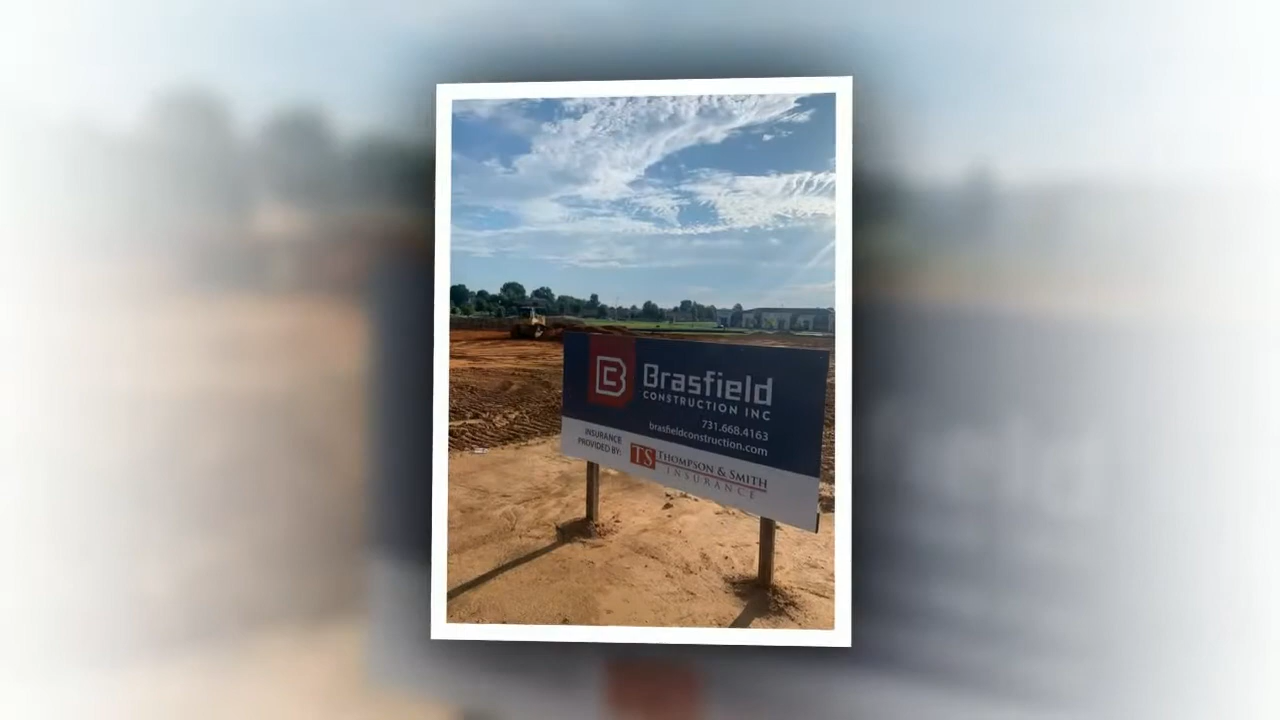 B
Brasfield
CONSTRUCTION INC
731.668.4163
brasfieldconstruction.com
INSURANCE
PROVIDED BY:
TS THOMPSON & SMITH
INSURANCE